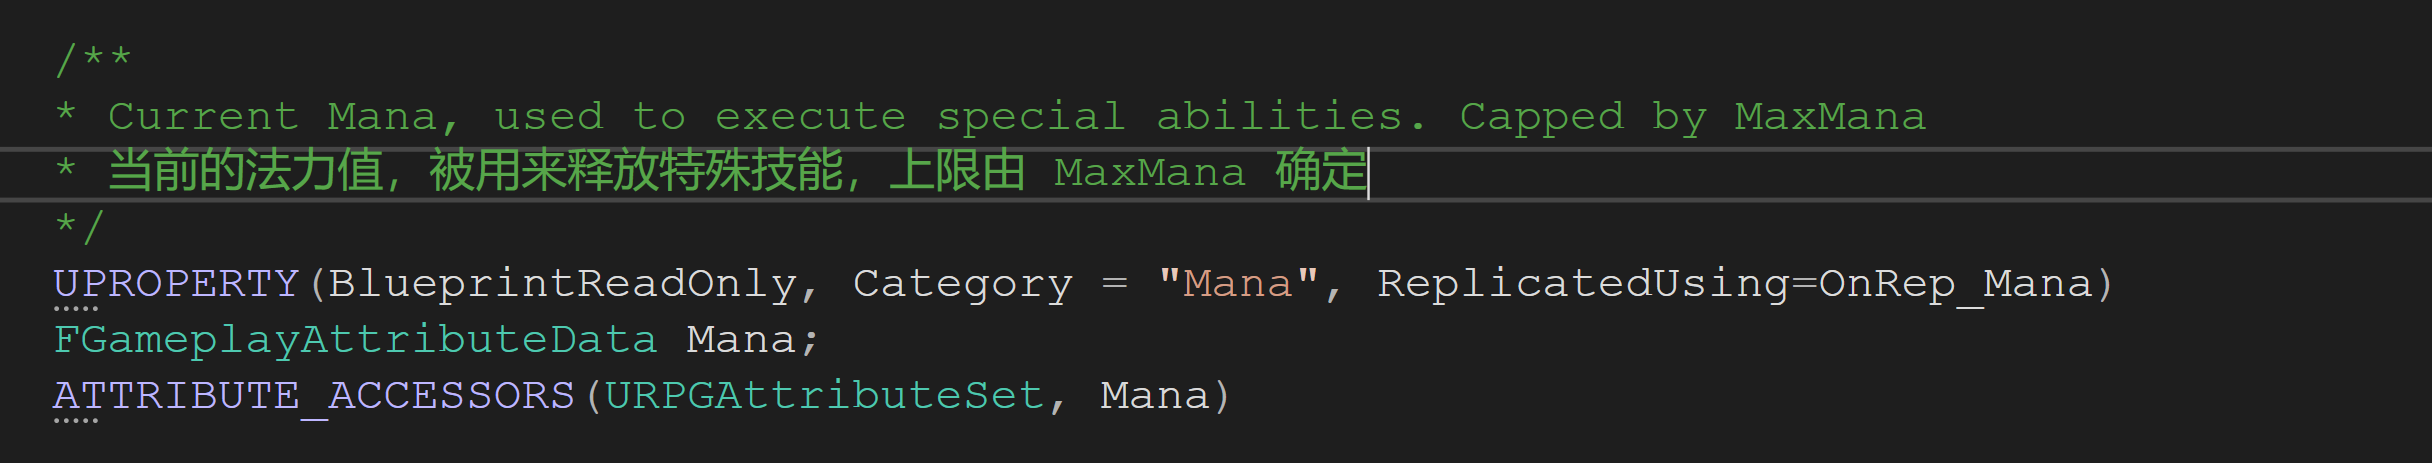 /**
* Current Mana, used to execute special abilities. Capped by MaxMana
* 当前的法力值，被用来释放特殊技能，上限由 MaxMana 确定
*/
UPROPERTY(BlueprintReadOnly, Category = "Mana", ReplicatedUsing=OnRep_Mana)
FGameplayAttributeData Mana;
ATTRIBUTE_ACCESSORS(URPGAttributeSet, Mana)